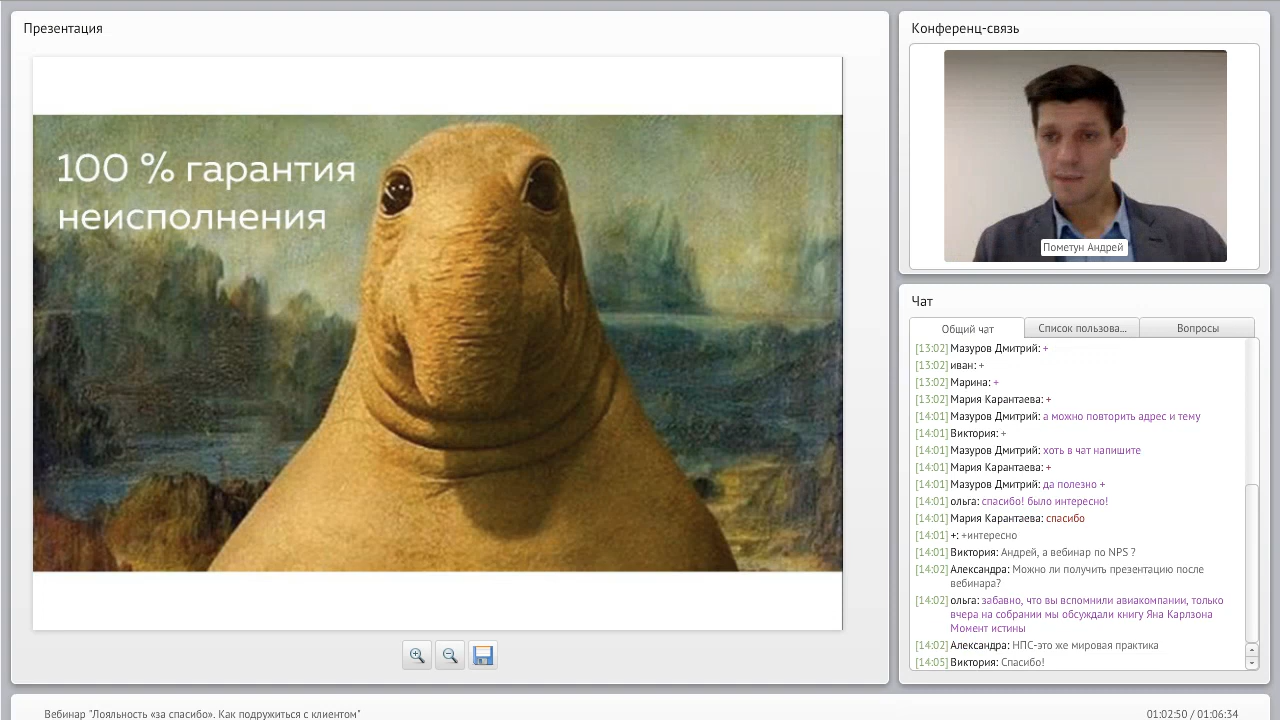 Презентация
100 % гарантия
неисполнения
Конференц-связь
Пометун Андрей
Чат
Общий чат
Список пользова...
Вопросы
[13:02] Мазуров Дмитрий: +
[13:02] иван: +
[13:02] Марина: +
[13:02] Мария Карантаева: +
[14:01] Мазуров Дмитрий: а можно повторить адрес и тему
[14:01] Виктория: +
[14:01] Мазуров Дмитрий: хоть в чат напишите
[14:01] Мария Карантаева: +
[14:01] Мазуров Дмитрий: да полезно +
[14:01] ольга: спасибо! было интересно!
[14:01] Мария Карантаева: спасибо
[14:01] +: +интересно
[14:01] Виктория: Андрей, а вебинар по NPS ?
[14:02] Александра: Можно ли получить презентацию после
вебинара?
[14:02] ольга: забавно, что вы вспомнили авиакомпании, только
вчера на собрании мы обсуждали книгу Яна Карлзона
Момент истины
[14:02] Александра: НПС-это же мировая практика
[14:05] Виктория: Спасибо!
Вебинар "Лояльность «за спасибо». Как подружиться с клиентом"
01:02:50 / 01:06:34